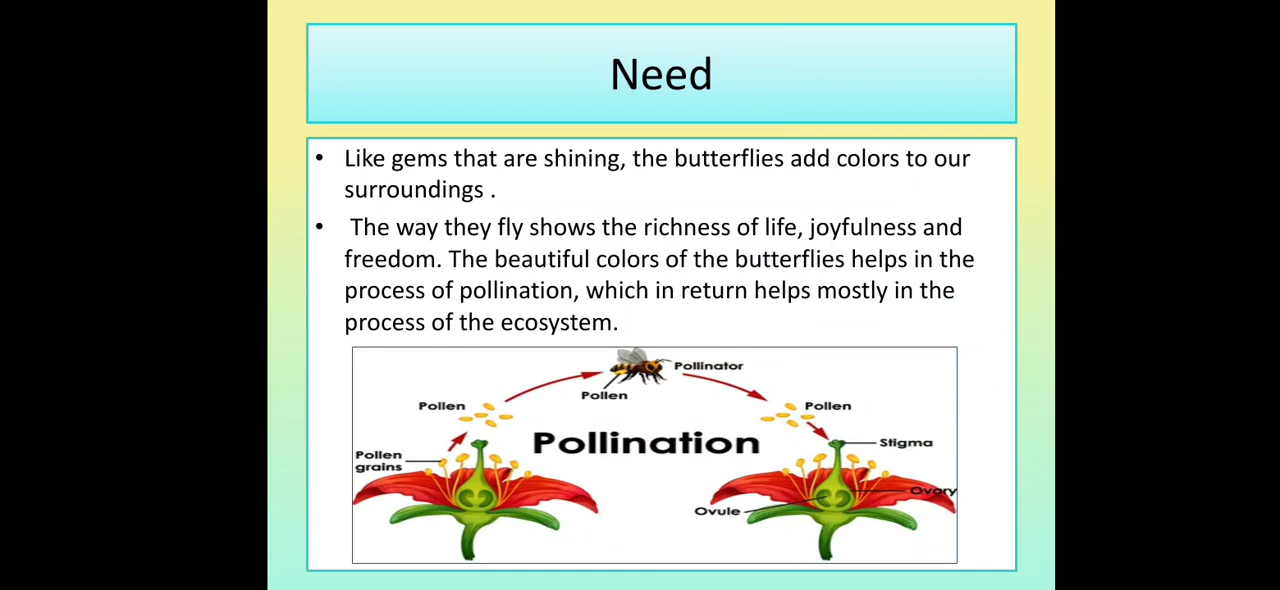 Need
• Like gems that are shining, the butterflies add colors to our
surroundings .
• The way they fly shows the richness of life, joyfulness and
freedom. The beautiful colors of the butterflies helps in the
process of pollination, which in return helps mostly in the
process of the ecosystem.
Pollinator
Pollen
Pollen
Pollen
Pollination
Stigma
Pollen
grains
Ovary
Ovule